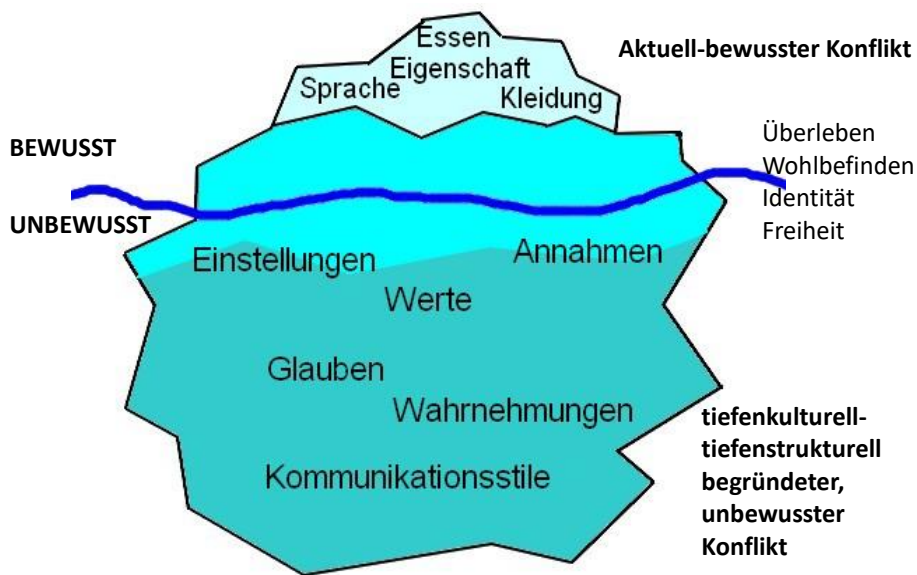 Essen
Eigenschaft
Sprache
Kleidung
Aktuell-bewusster Konflikt
BEWUSST
UNBEWUSST
Überleben
Wohlbefinden
Identität
Freiheit
Einstellungen
Annahmen
Werte
Glauben
Wahrnehmungen
Kommunikationsstile
tiefenkulturell-
tiefenstrukturell
begründeter,
unbewusster
Konflikt